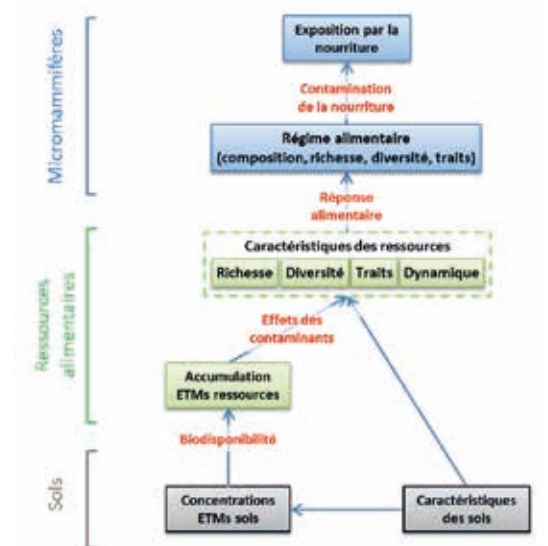 Micromammifères
Exposition par la
nourriture
Contamination
de la nourriture
Régime alimentaire
(composition, richesse, diversité, traits)
Réponse
alimentaire
Ressources
alimentaires
Caractéristiques des ressources
Richesse Diversité Traits Dynamique
Effets des
contaminants
Accumulation
ETMs ressources
Biodisponibilité
Sols
Concentrations
ETMs sols
Caractéristiques
des sols